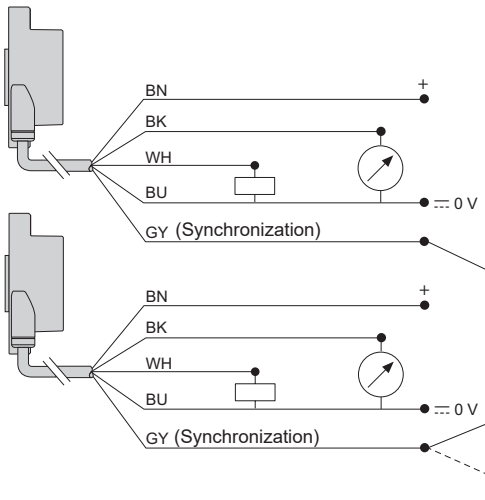 BN
+
BK
WH
BU
⎓ 0 V
GY (Synchronization)
BN
+
BK
WH
BU
⎓ 0 V
GY (Synchronization)